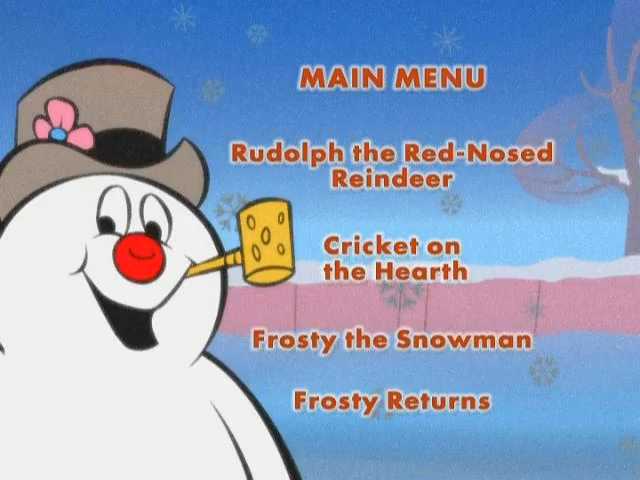 MAIN MENU
Rudolph the Red-Nosed
Reindeer
Cricket on
the Hearth
Frosty the Snowman
Frosty Returns